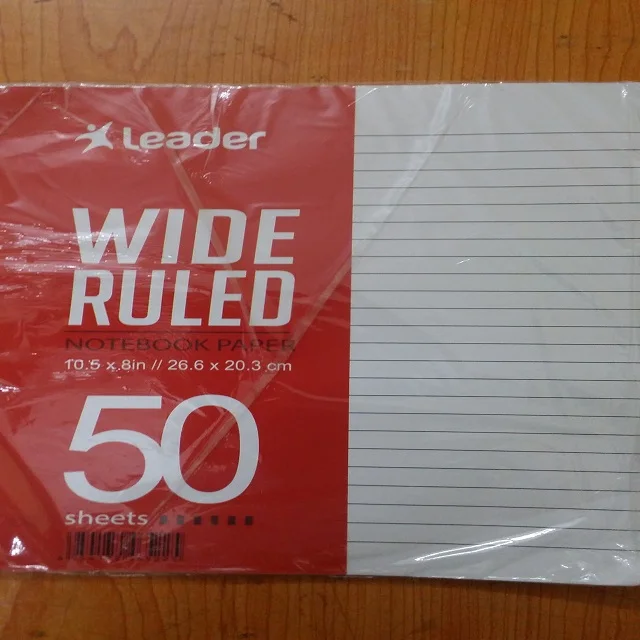 Leader
WIDE
RULED
NOTEBOOK PAPER
10.5 x 8in // 26.6 x 20.3 cm
50
sheets